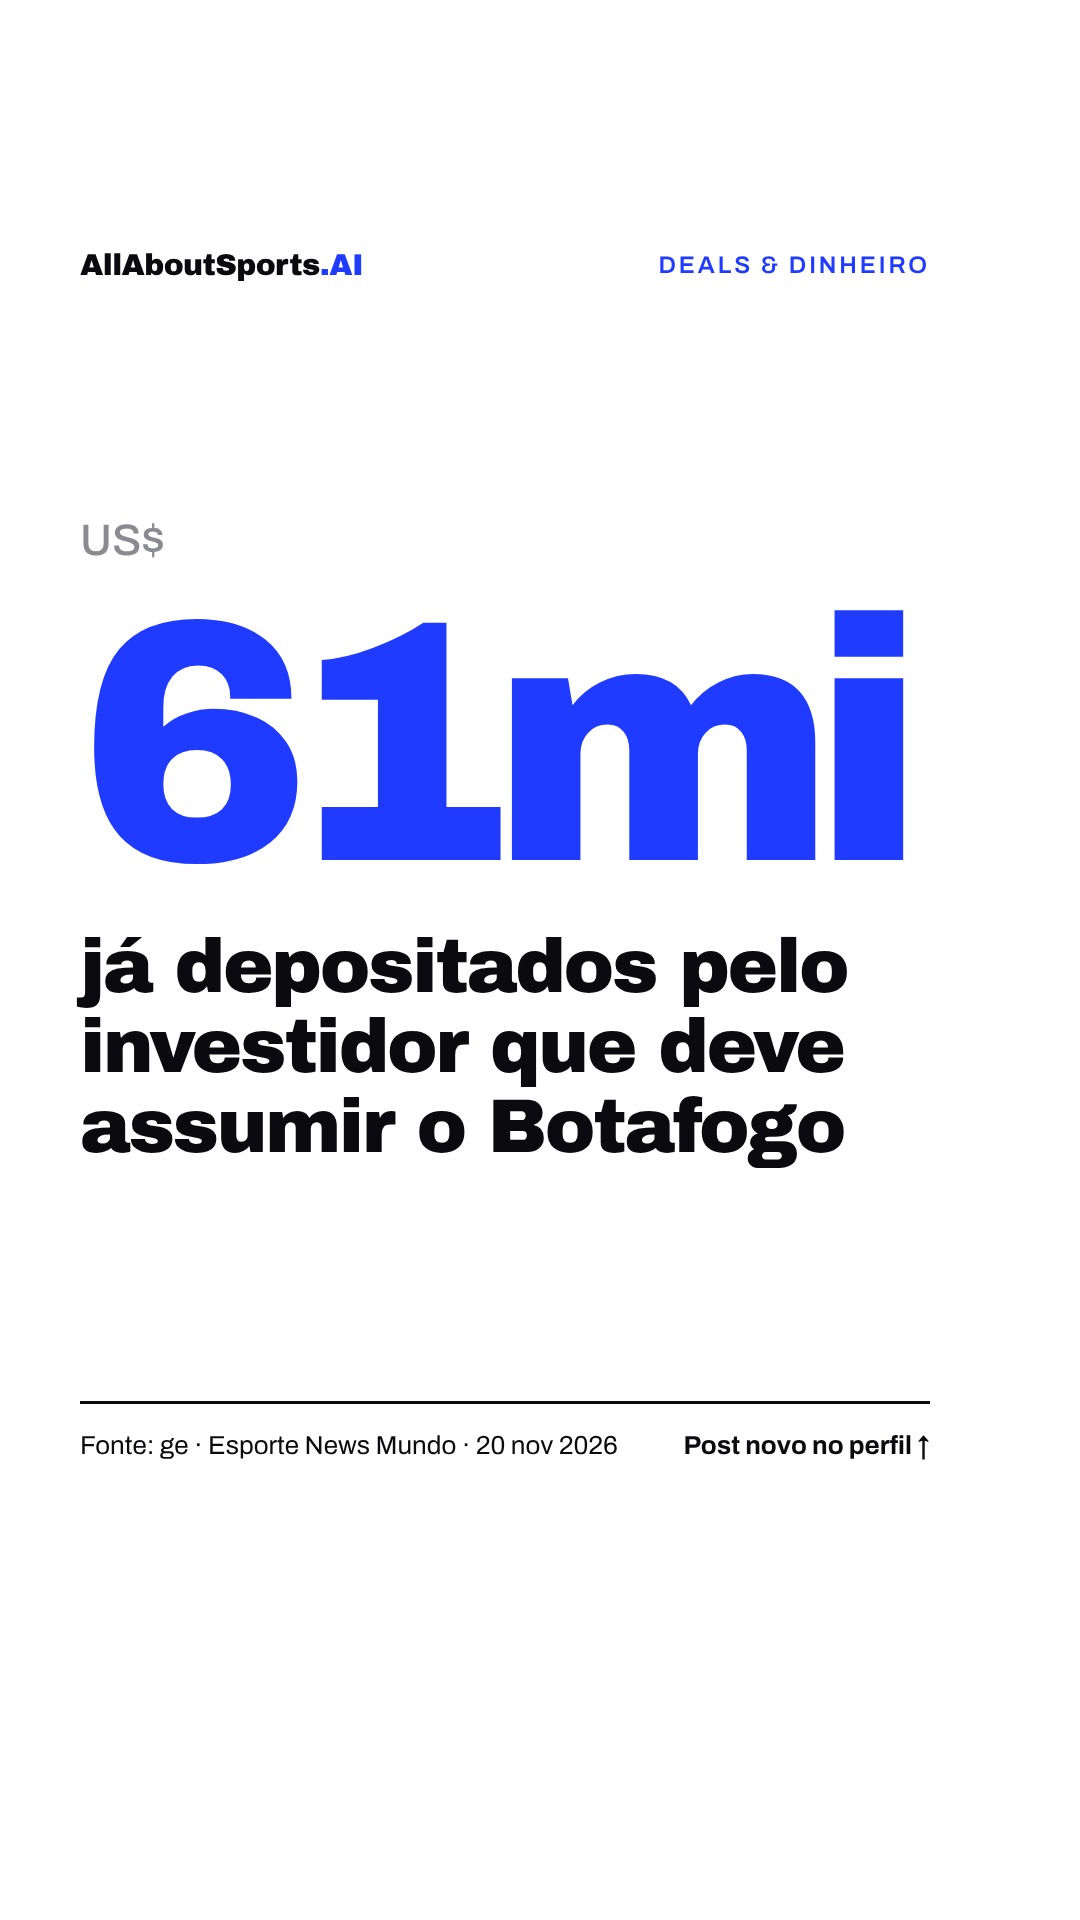 AllAboutSports.AI
DEALS & DINHEIRO
US$
61mi
já depositados pelo
investidor que deve
assumir o Botafogo
Fonte: ge · Esporte News Mundo · 20 nov 2026
Post novo no perfil ↑